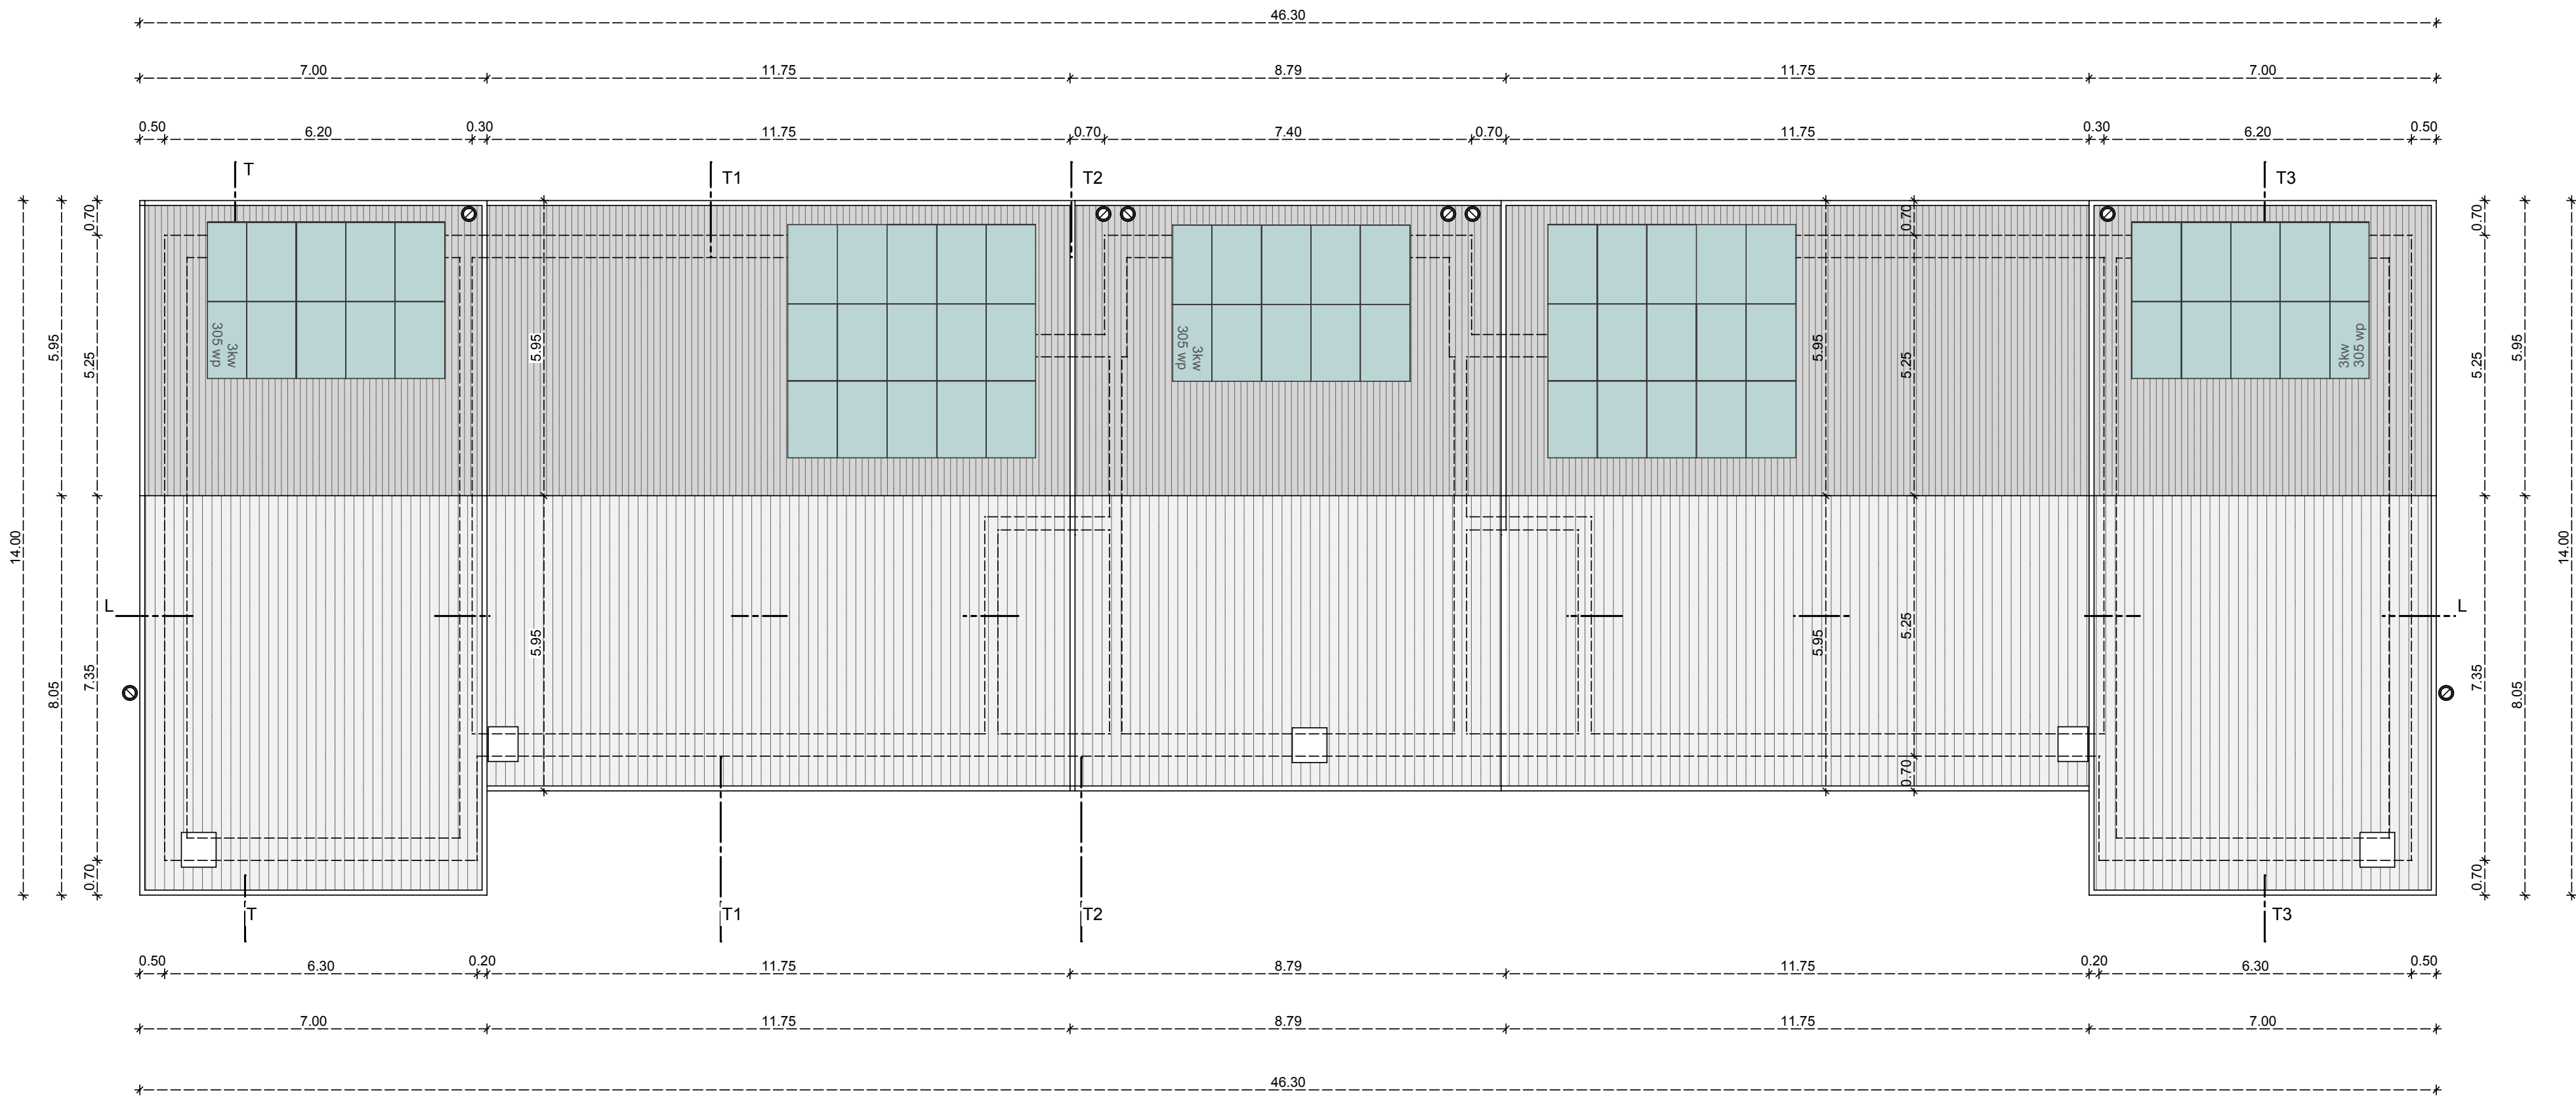 46.30
7.00 11.75 8.79 11.75 7.00
0.50 6.20 0.30 11.75 0.70 7.40 0.70 11.75 0.30 6.20 0.50
T T1 T2 T3
0.70 0.70 0.70
3kw
305 wp
3kw
305 wp
3kw
305 wp
5.95 5.25 5.95 5.95 5.25 5.25 5.95
14.00 14.00
L L
5.95 5.95 5.25
8.05 7.35 7.35 8.05
0.70 0.70 0.70
T T1 T2 T3
0.50 6.30 0.20 11.75 8.79 11.75 0.20 6.30 0.50
7.00 11.75 8.79 11.75 7.00
46.30